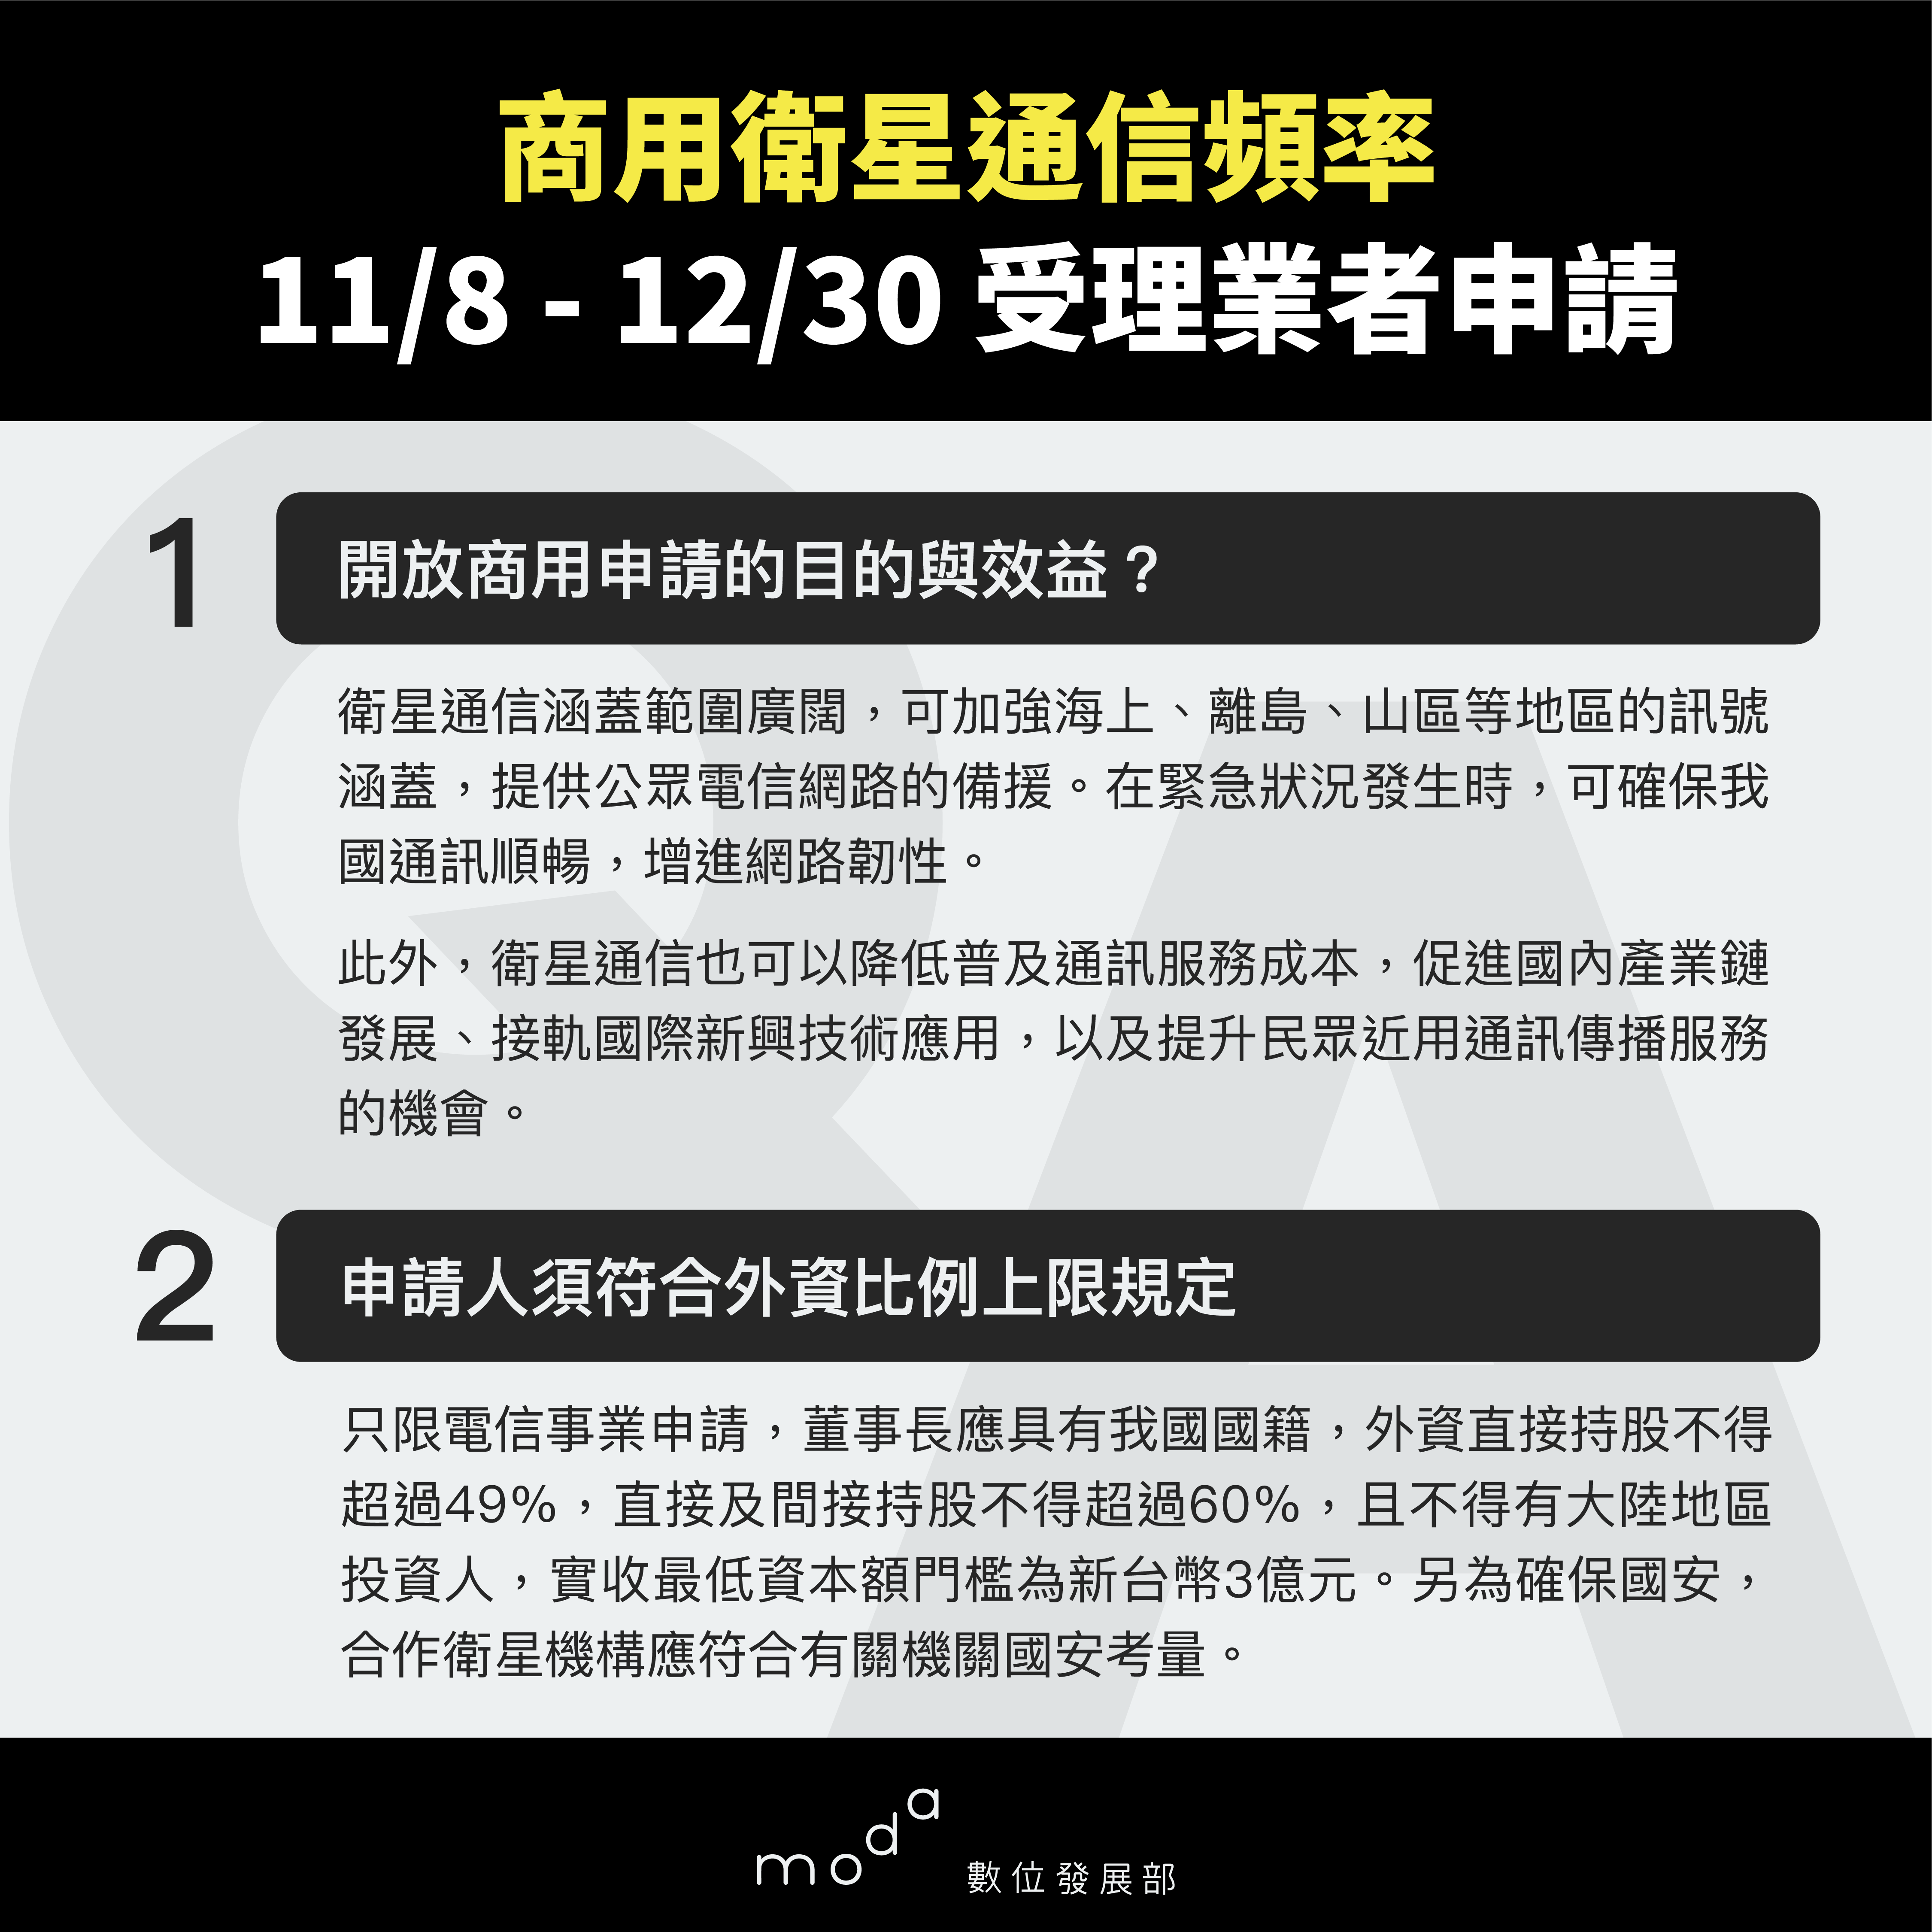 商用衛星通信頻率
11/8 - 12/30 受理業者申請
1
開放商用申請的目的與效益？
衛星通信涵蓋範圍廣闊，可加強海上、離島、山區等地區的訊號
涵蓋，提供公眾電信網路的備援。在緊急狀況發生時，可確保我
國通訊順暢，增進網路韌性。
此外，衛星通信也可以降低普及通訊服務成本，促進國內產業鏈
發展、接軌國際新興技術應用，以及提升民眾近用通訊傳播服務
的機會。
2
申請人須符合外資比例上限規定
只限電信事業申請，董事長應具有我國國籍，外資直接持股不得
超過49%，直接及間接持股不得超過60%，且不得有大陸地區
投資人，實收最低資本額門檻為新台幣3億元。另為確保國安，
合作衛星機構應符合有關機關國安考量。
moda 數位發展部